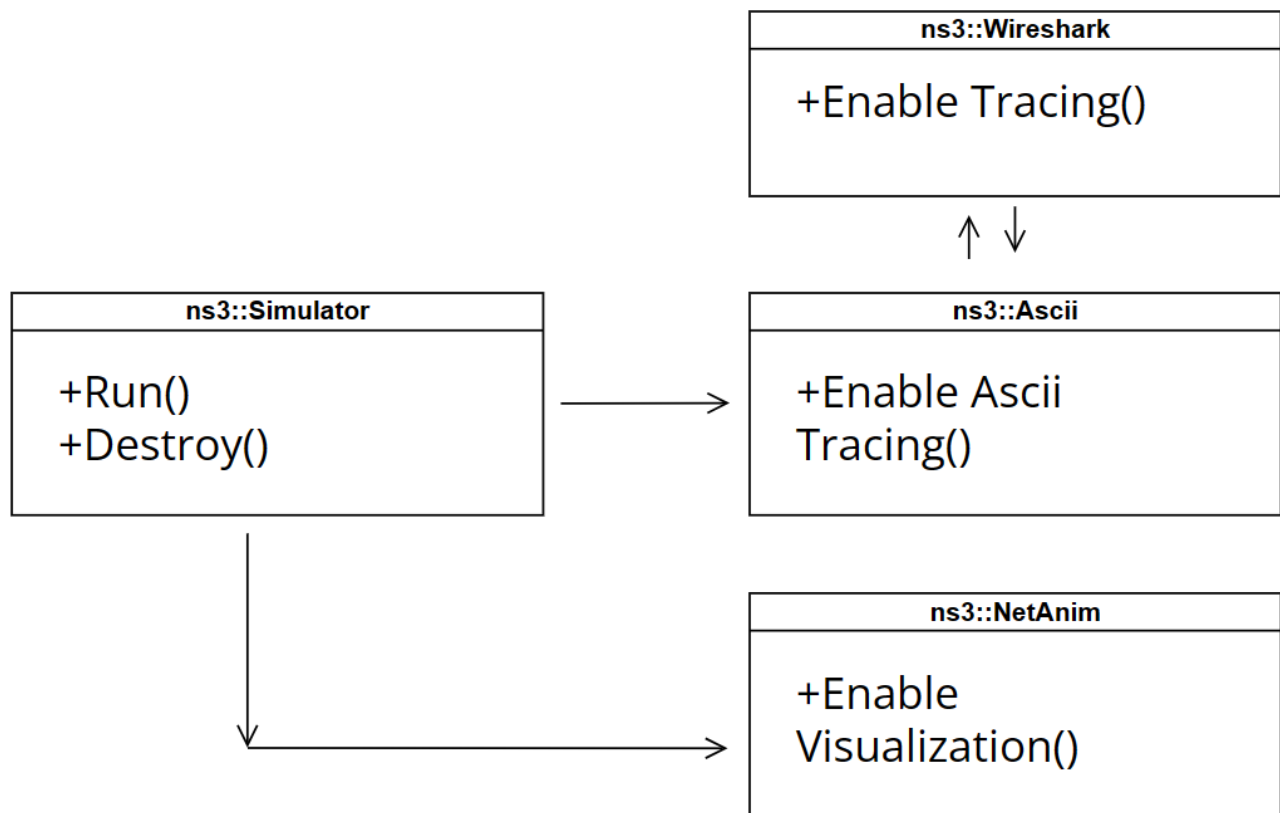 ns3::Wireshark
+Enable Tracing()
ns3::Simulator
+Run()
+Destroy()
ns3::Ascii
+Enable Ascii
Tracing()
ns3::NetAnim
+Enable
Visualization()